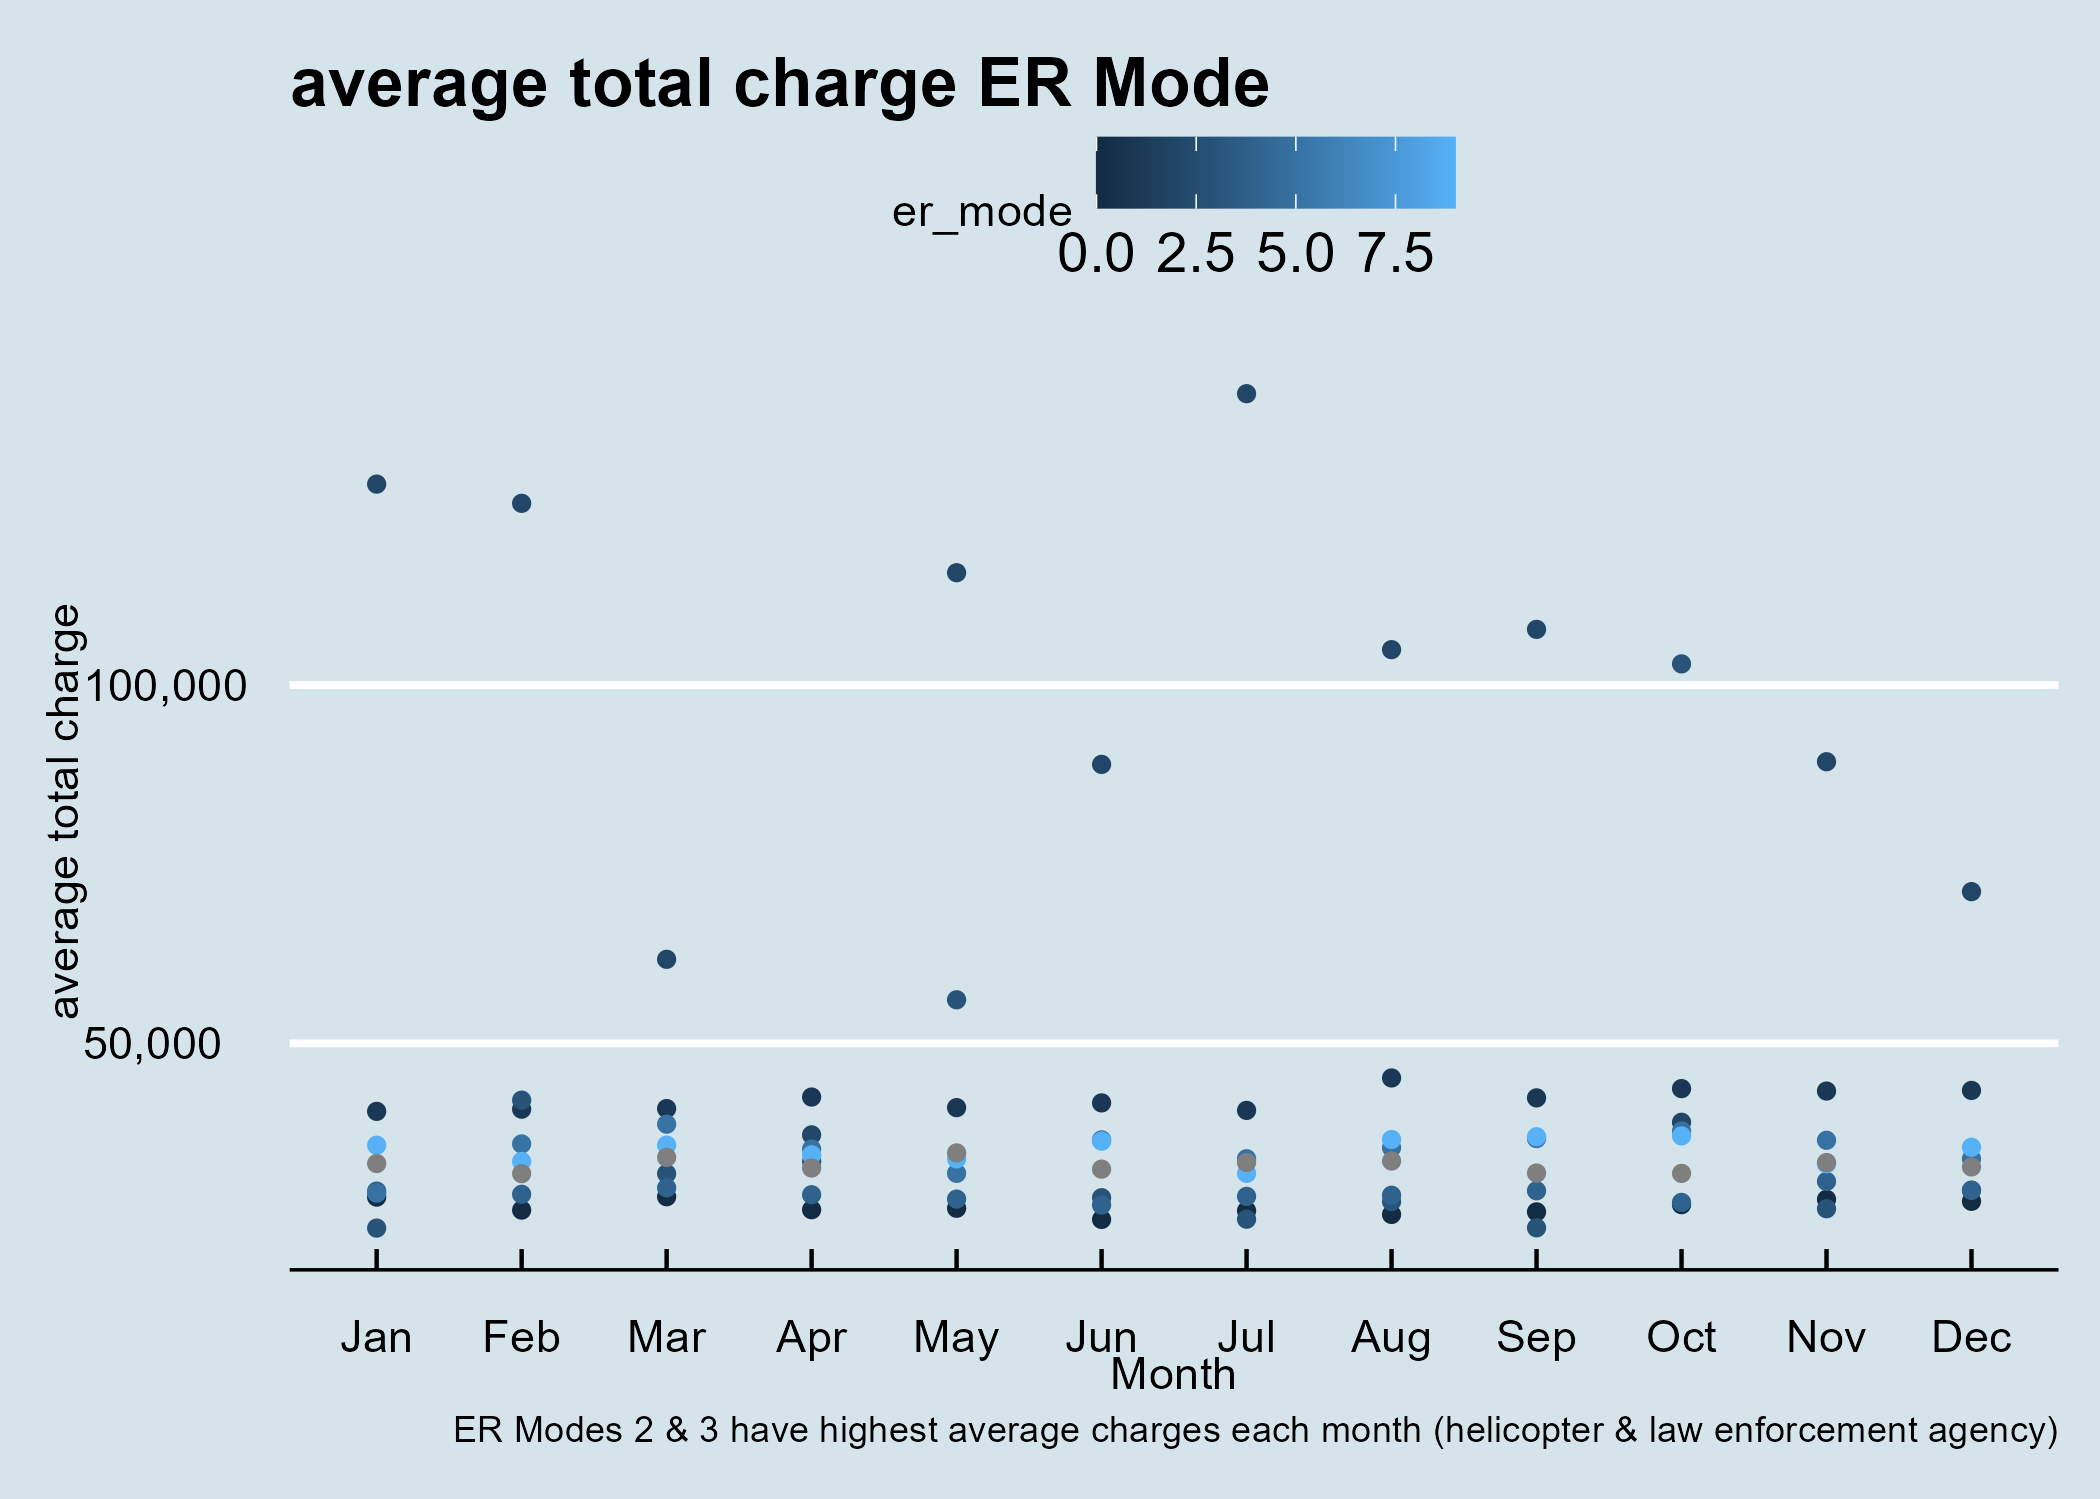 average total charge ER Mode
er_mode
0.0 2.5 5.0 7.5
average total charge
100,000
50,000
Jan Feb Mar Apr May Jun Jul Aug Sep Oct Nov Dec
Month
ER Modes 2 & 3 have highest average charges each month (helicopter & law enforcement agency)